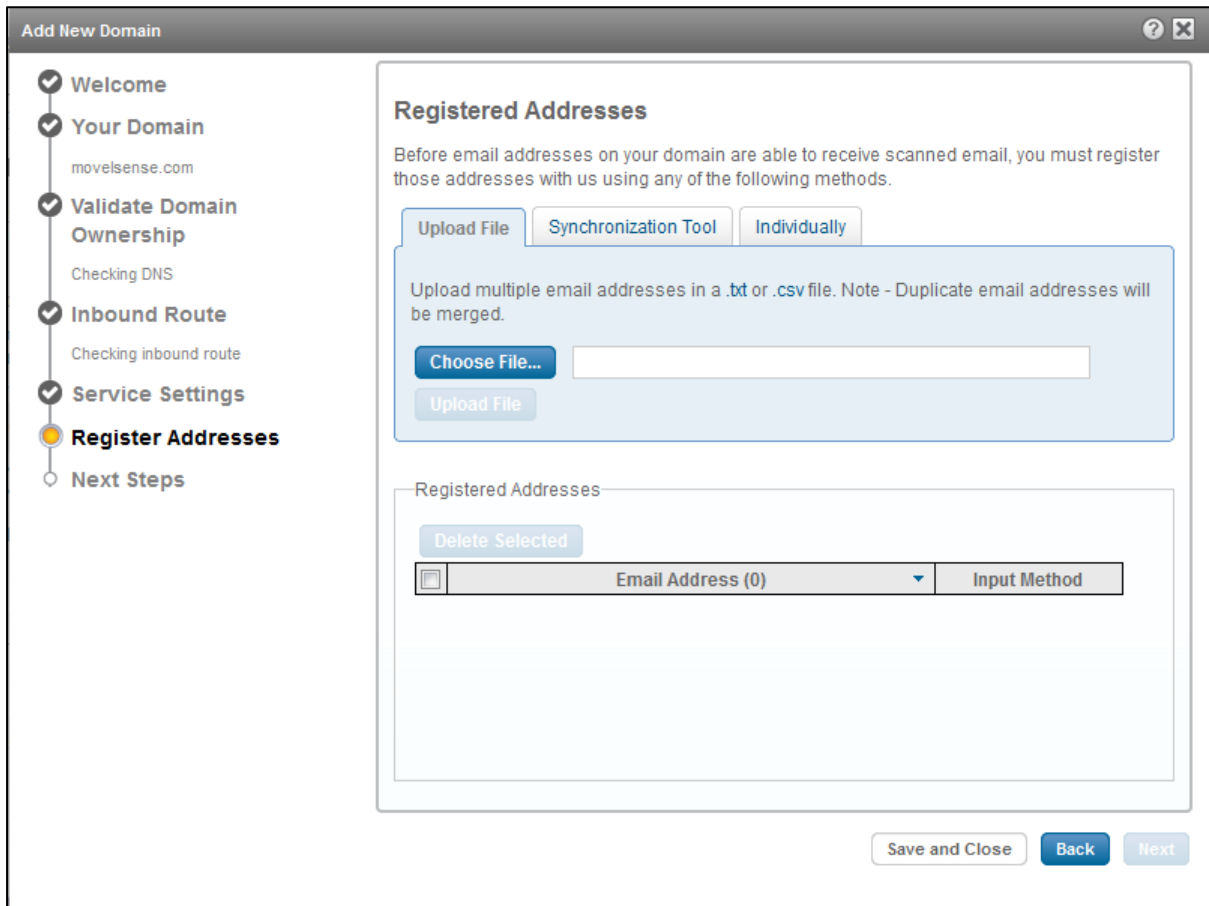 Add New Domain
Welcome
Your Domain
movelsense.com
Validate Domain
Ownership
Checking DNS
Inbound Route
Checking inbound route
Service Settings
Register Addresses
Next Steps
Registered Addresses
Before email addresses on your domain are able to receive scanned email, you must register
those addresses with us using any of the following methods.
Upload File
Synchronization Tool
Individually
Upload multiple email addresses in a .txt or .csv file. Note - Duplicate email addresses will
be merged.
Choose File...
Upload File
Registered Addresses
Delete Selected
Email Address (0)
Input Method
Save and Close
Back
Next